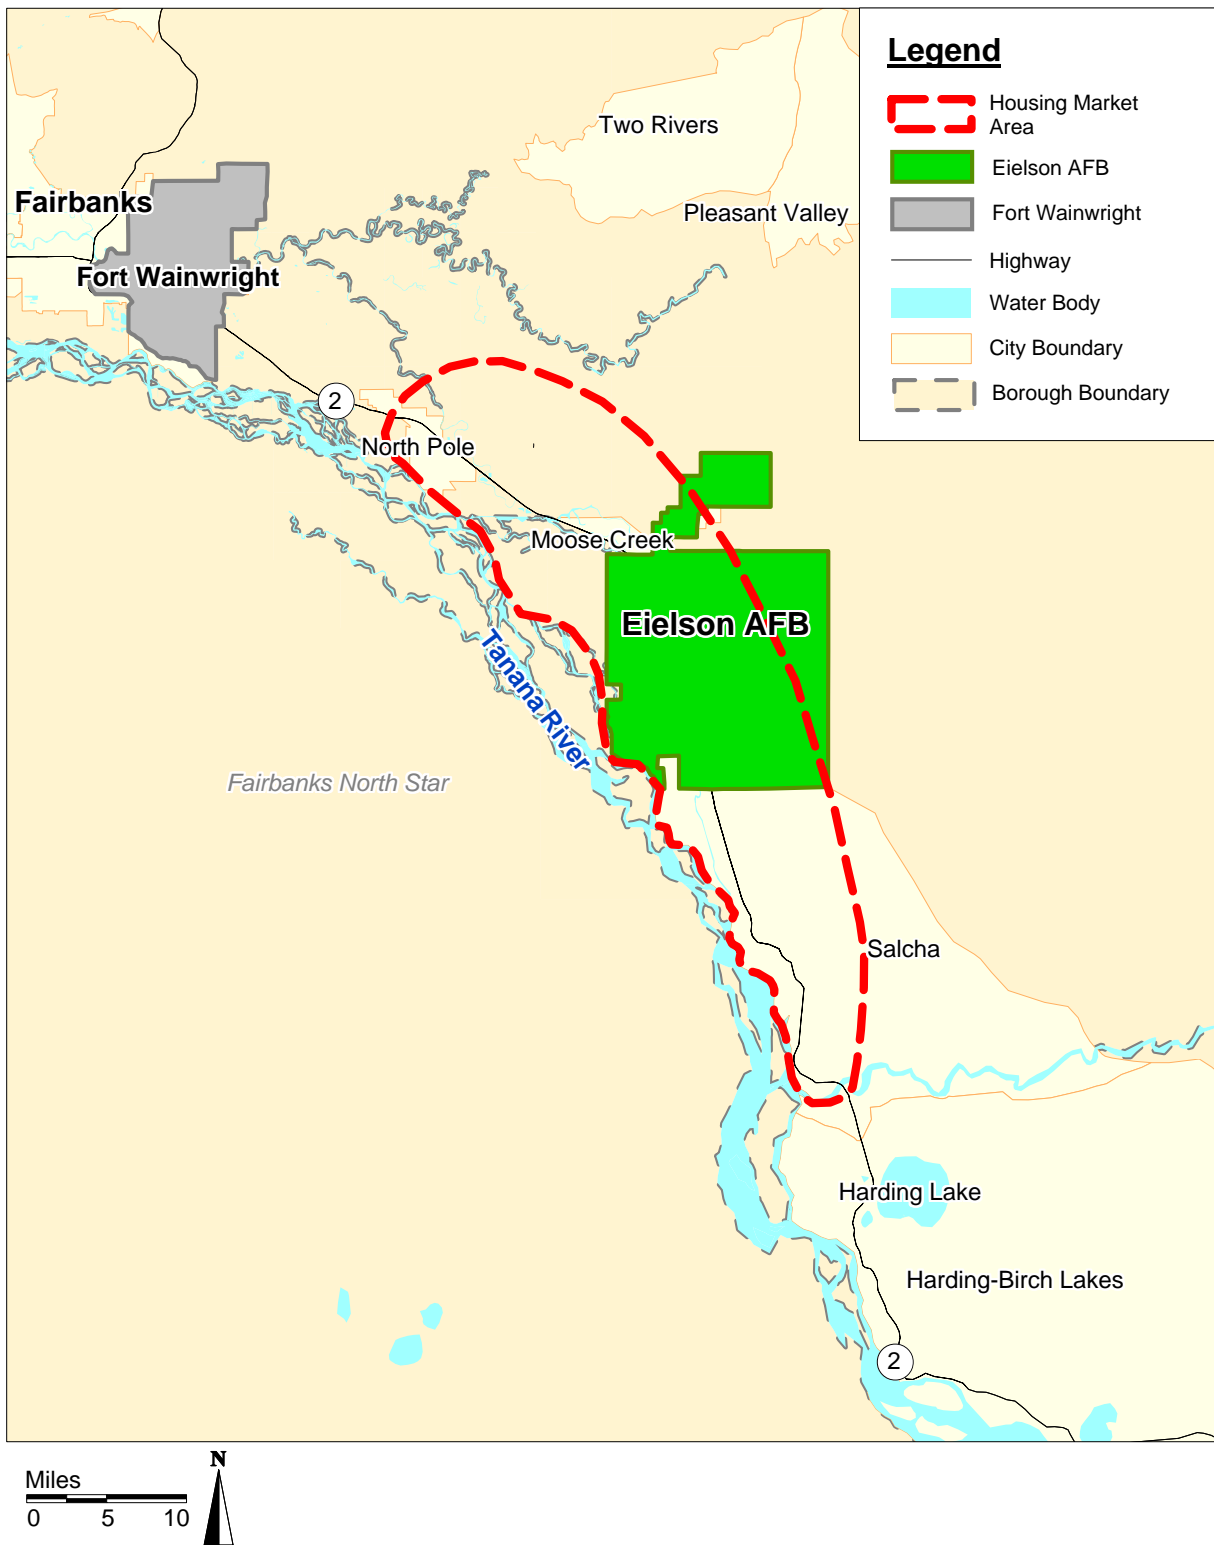 Legend
Housing Market
Area
Eielson AFB
Fort Wainwright
Highway
Water Body
City Boundary
Borough Boundary
Two Rivers
Fairbanks
Pleasant Valley
Fort Wainwright
2
North Pole
Moose Creek
Eielson AFB
Tanana River
Fairbanks North Star
Salcha
Harding Lake
Harding-Birch Lakes
2
Miles
0 5 10
N